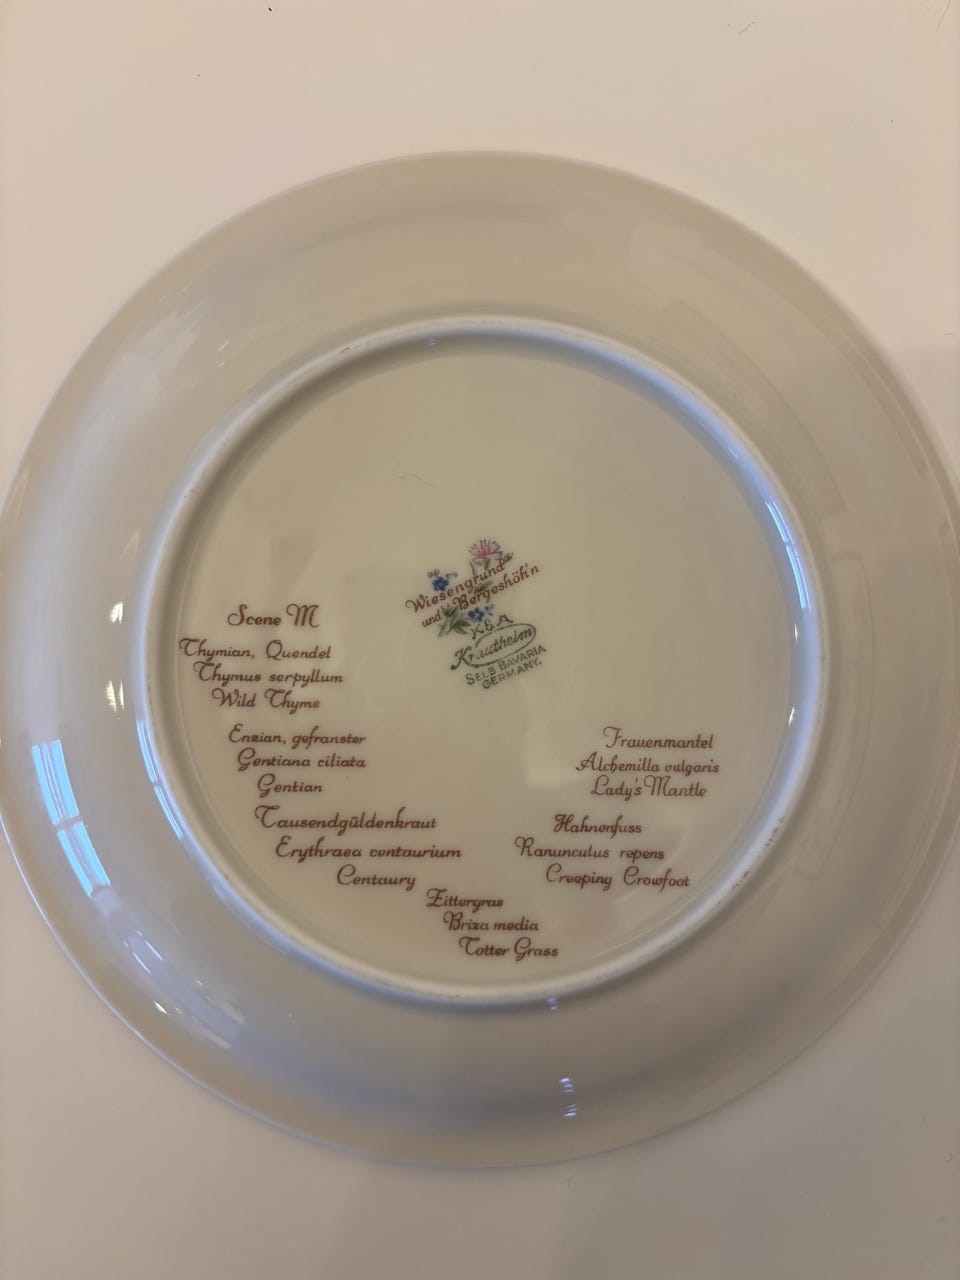 Wiesengrund
und Bergeshöh'n
K & A
Krautheim
SELB BAVARIA
GERMANY.
Scene M
Thymian, Quendel
Thymus serpyllum
Wild Thyme
Enzian, gefranster
Gentiana ciliata
Gentian
Tausendgüldenkraut
Erythraea centaurium
Centaury
Zittergras
Briza media
Totter Grass
Frauenmantel
Alchemilla vulgaris
Lady's Mantle
Hahnenfuss
Ranunculus repens
Creeping Crowfoot